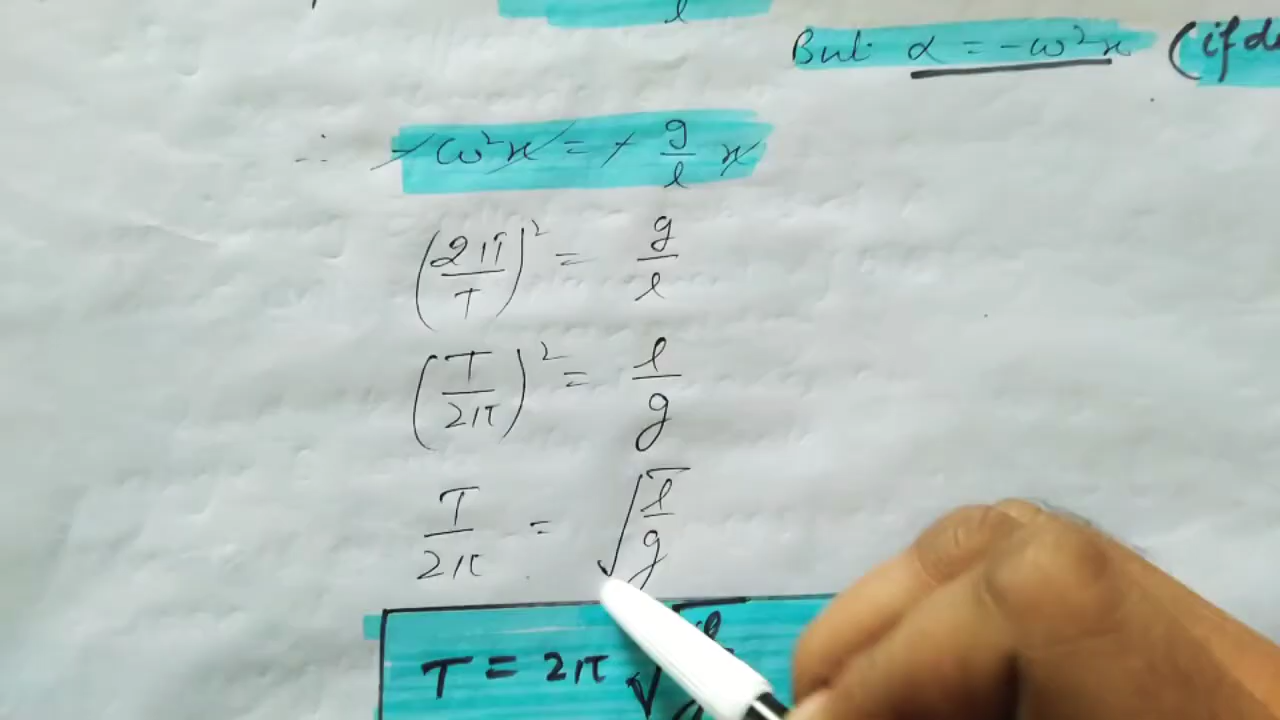 l
But α = -ω²x (if d
∴ -ω²x = - g/l x
(2π/T)² = g/l
(T/2π)² = l/g
T/2π = √(l/g)
T = 2π √(l/g)